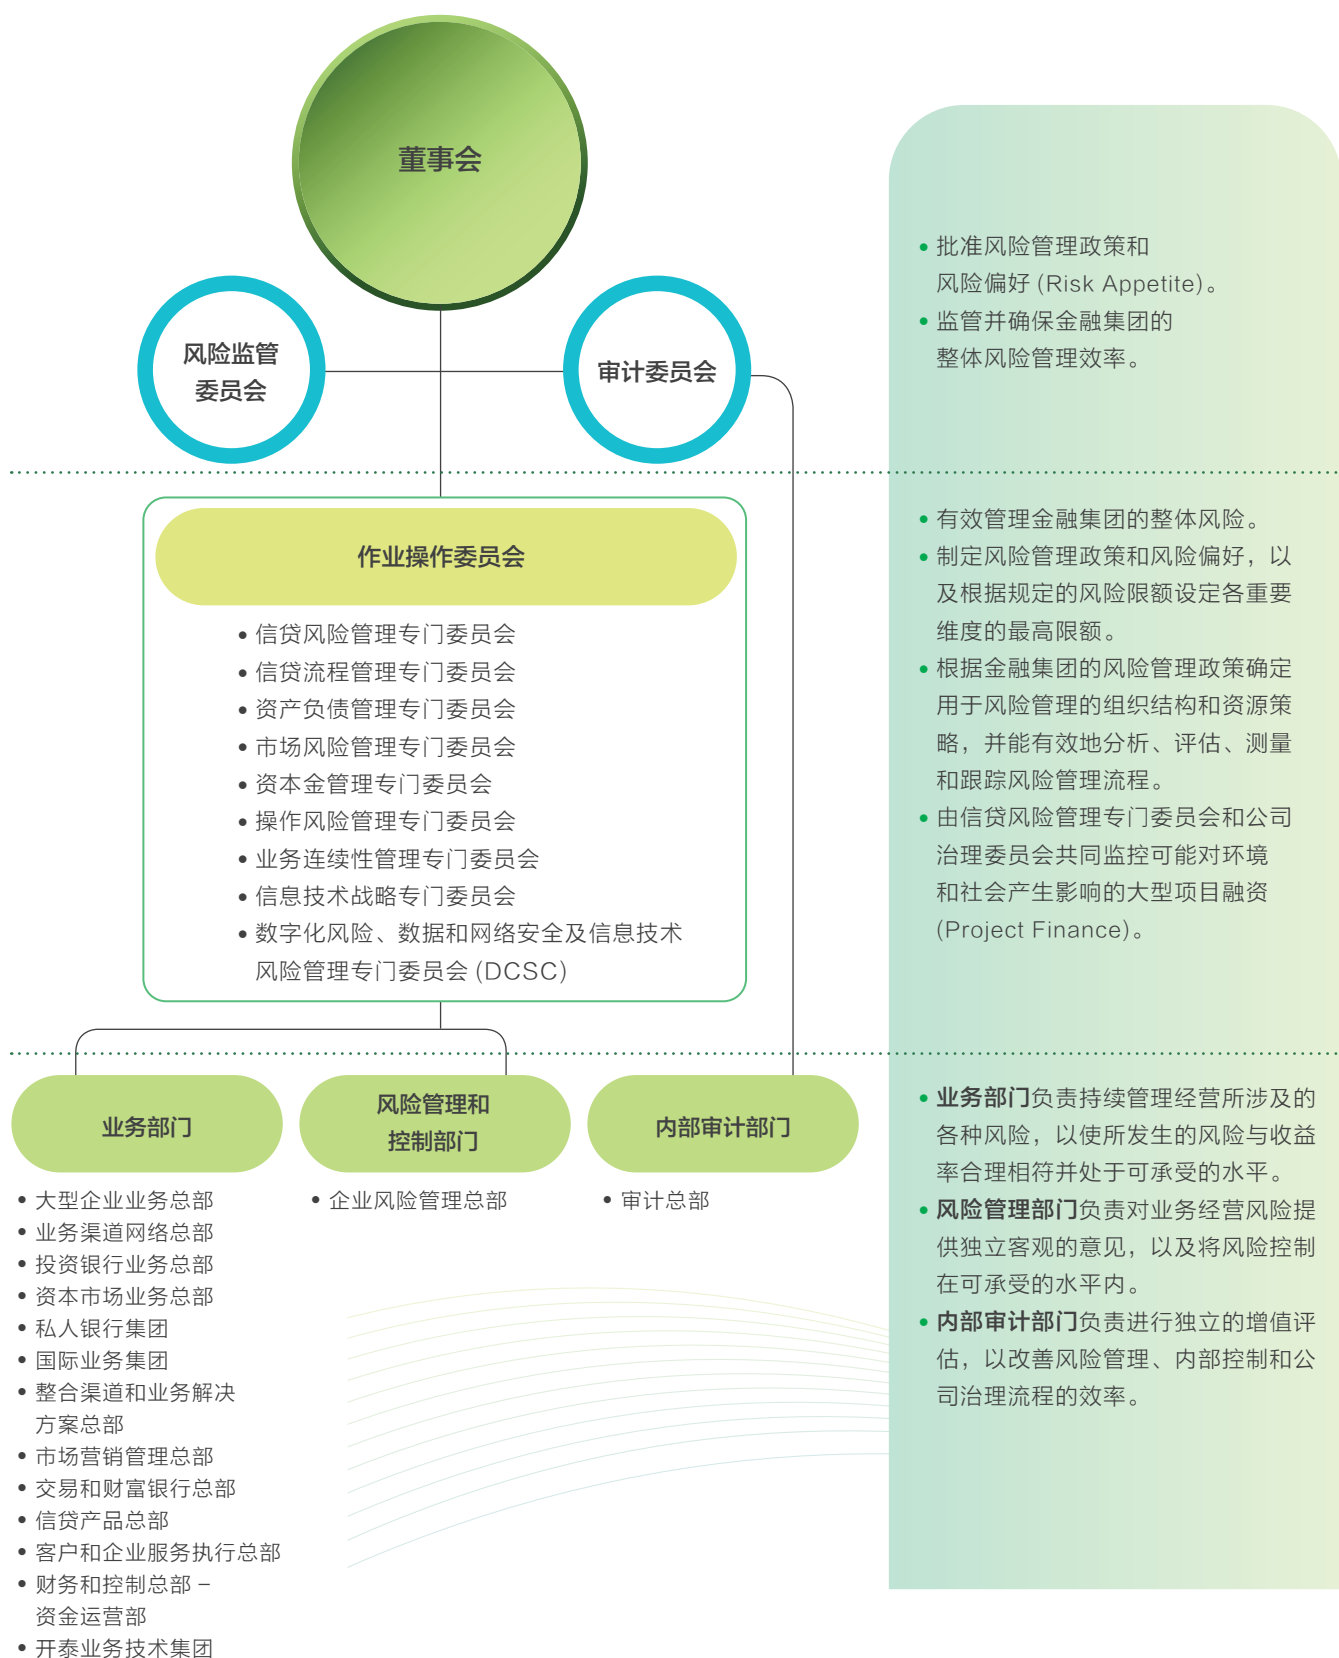 董事会
风险监管
委员会
审计委员会
• 批准风险管理政策和
风险偏好 (Risk Appetite)。
• 监管并确保金融集团的
整体风险管理效率。
作业操作委员会
• 信贷风险管理专门委员会
• 信贷流程管理专门委员会
• 资产负债管理专门委员会
• 市场风险管理专门委员会
• 资本金管理专门委员会
• 操作风险管理专门委员会
• 业务连续性管理专门委员会
• 信息技术战略专门委员会
• 数字化风险、数据和网络安全及信息技术
风险管理专门委员会 (DCSC)
• 有效管理金融集团的整体风险。
• 制定风险管理政策和风险偏好，以
及根据规定的风险限额设定各重要
维度的最高限额。
• 根据金融集团的风险管理政策确定
用于风险管理的组织结构和资源策
略，并能有效地分析、评估、测量
和跟踪风险管理流程。
• 由信贷风险管理专门委员会和公司
治理委员会共同监控可能对环境
和社会产生影响的大型项目融资
(Project Finance)。
业务部门
• 大型企业业务总部
• 业务渠道网络总部
• 投资银行业务总部
• 资本市场业务总部
• 私人银行集团
• 国际业务集团
• 整合渠道和业务解决
方案总部
• 市场营销管理总部
• 交易和财富银行总部
• 信贷产品总部
• 客户和企业服务执行总部
• 财务和控制总部 –
资金运营部
• 开泰业务技术集团
风险管理和
控制部门
• 企业风险管理总部
内部审计部门
• 审计总部
• 业务部门负责持续管理经营所涉及的
各种风险，以使所发生的风险与收益
率合理相符并处于可承受的水平。
• 风险管理部门负责对业务经营风险提
供独立客观的意见，以及将风险控制
在可承受的水平内。
• 内部审计部门负责进行独立的增值评
估，以改善风险管理、内部控制和公
司治理流程的效率。